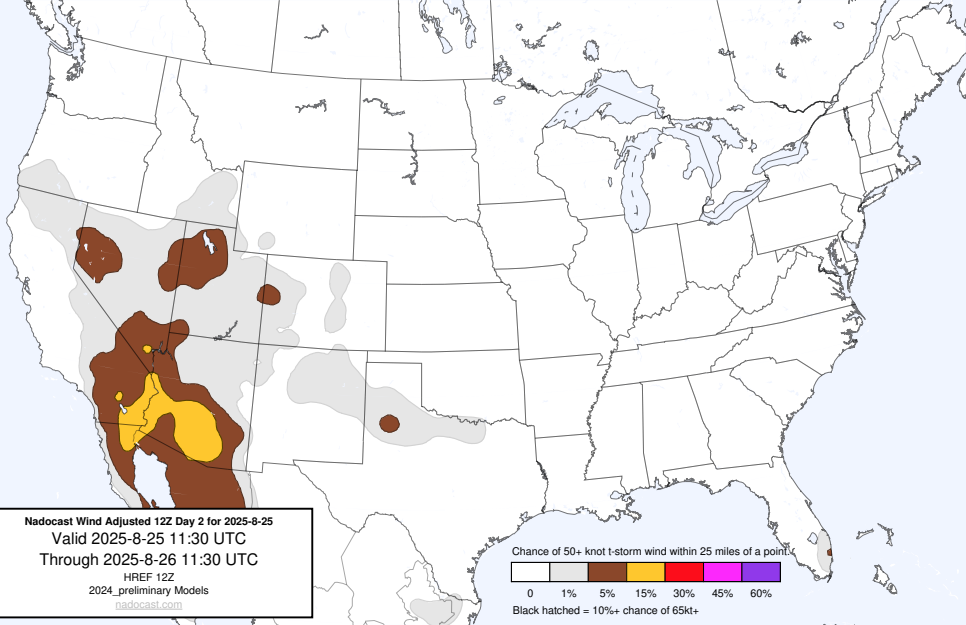 Nadocast Wind Adjusted 12Z Day 2 for 2025-8-25
Valid 2025-8-25 11:30 UTC
Through 2025-8-26 11:30 UTC
HREF 12Z
2024_preliminary Models
nadocast.com
Chance of 50+ knot t-storm wind within 25 miles of a point.
0 1% 5% 15% 30% 45% 60%
Black hatched = 10%+ chance of 65kt+